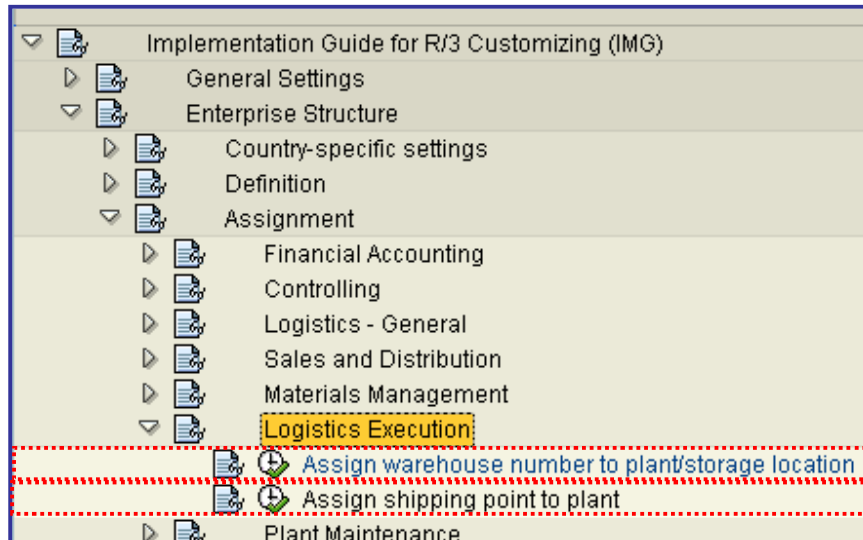 Implementation Guide for R/3 Customizing (IMG)
General Settings
Enterprise Structure
Country-specific settings
Definition
Assignment
Financial Accounting
Controlling
Logistics - General
Sales and Distribution
Materials Management
Logistics Execution
Assign warehouse number to plant/storage location
Assign shipping point to plant
Plant Maintenance